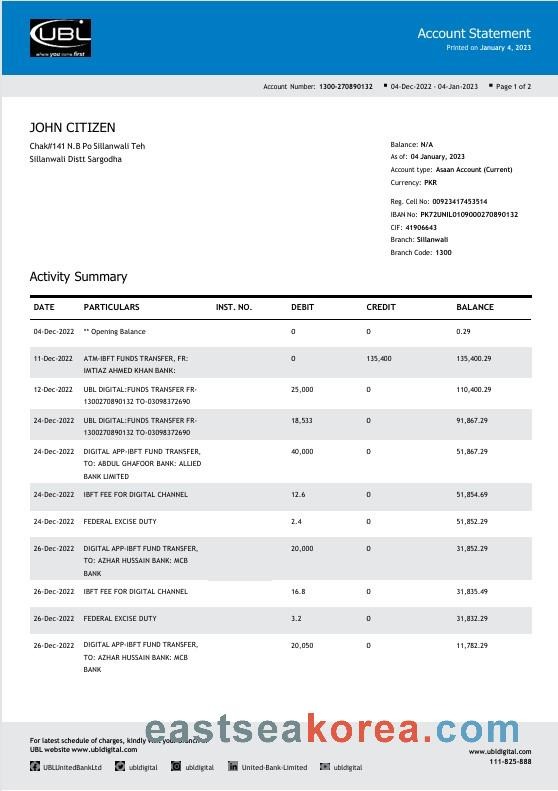 UBL
where you come first
Account Statement
Printed on January 4, 2023
Account Number: 1300-270890132 ▪ 04-Dec-2022 - 04-Jan-2023 ▪ Page 1 of 2
JOHN CITIZEN
Chak#141 N.B Po Sillanwali Teh
Sillanwali Distt Sargodha
Balance: N/A
As of: 04 January, 2023
Account type: Asaan Account (Current)
Currency: PKR
Reg. Cell No: 00923417453514
IBAN No: PK72UNIL0109000270890132
CIF: 41906643
Branch: Sillanwali
Branch Code: 1300
Activity Summary
DATE PARTICULARS INST. NO. DEBIT CREDIT BALANCE
04-Dec-2022 ** Opening Balance 0 0 0.29
11-Dec-2022 ATM-IBFT FUNDS TRANSFER, FR: 0 135,400 135,400.29
IMTIAZ AHMED KHAN BANK:
12-Dec-2022 UBL DIGITAL:FUNDS TRANSFER FR- 25,000 0 110,400.29
1300270890132 TO-03098372690
24-Dec-2022 UBL DIGITAL:FUNDS TRANSFER FR- 18,533 0 91,867.29
1300270890132 TO-03098372690
24-Dec-2022 DIGITAL APP-IBFT FUND TRANSFER, 40,000 0 51,867.29
TO: ABDUL GHAFOOR BANK: ALLIED
BANK LIMITED
24-Dec-2022 IBFT FEE FOR DIGITAL CHANNEL 12.6 0 51,854.69
24-Dec-2022 FEDERAL EXCISE DUTY 2.4 0 51,852.29
26-Dec-2022 DIGITAL APP-IBFT FUND TRANSFER, 20,000 0 31,852.29
TO: AZHAR HUSSAIN BANK: MCB
BANK
26-Dec-2022 IBFT FEE FOR DIGITAL CHANNEL 16.8 0 31,835.49
26-Dec-2022 FEDERAL EXCISE DUTY 3.2 0 31,832.29
26-Dec-2022 DIGITAL APP-IBFT FUND TRANSFER, 20,050 0 11,782.29
TO: AZHAR HUSSAIN BANK: MCB
BANK
eastseakorea.com
For latest schedule of charges, kindly
UBL website www.ubldigital.com
www.ubldigital.com
111-825-888
UBLUnitedBankLtd ubldigital ubldigital United-Bank-Limited ubldigital